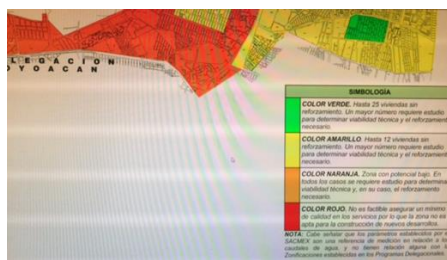 LEGACION
OYOACAN
SIMBOLOGÍA
COLOR VERDE. Hasta 25 viviendas sin
reforzamiento. Un mayor número requiere estudio
para determinar viabilidad técnica y el reforzamiento
necesario.
COLOR AMARILLO. Hasta 12 viviendas sin
reforzamiento. Un mayor número requiere estudio
para determinar viabilidad técnica y el reforzamiento
necesario.
COLOR NARANJA. Zona con potencial bajo. En
todos los casos se requiere estudio para determinar
viabilidad técnica y, en su caso, el reforzamiento
necesario.
COLOR ROJO. No es factible asegurar un mínimo
de calidad en los servicios por lo que la zona no es
apta para la construcción de nuevos desarrollos.
NOTA: Cabe señalar que los parámetros establecidos por e
SACMEX son una referencia de medición en relación a lo
caudales de agua, y no tienen relación alguna con la
Zonificaciones establecidas en los Programas Delegacionale